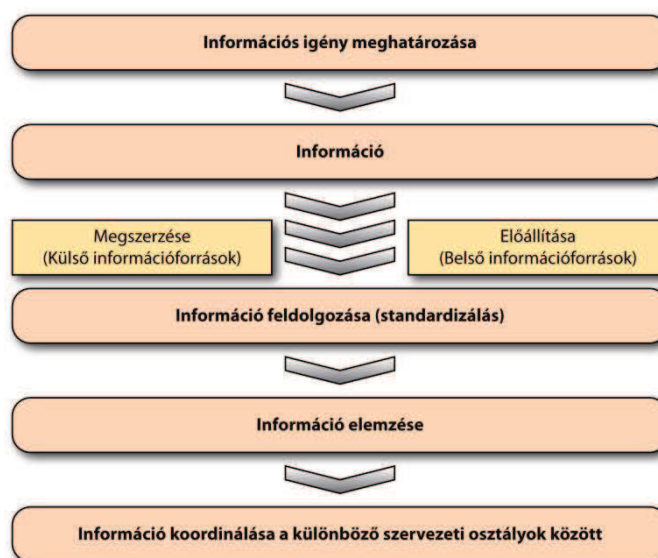 Információs igény meghatározása
Információ
Megszerzése
(Külső információforrások)
Előállítása
(Belső információforrások)
Információ feldolgozása (standardizálás)
Információ elemzése
Információ koordinálása a különböző szervezeti osztályok között